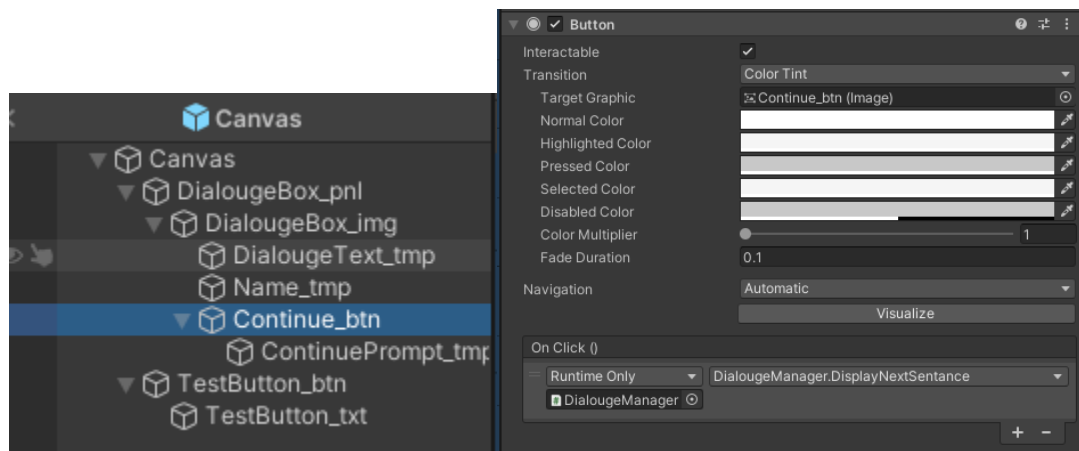 Canvas
Canvas
DialougeBox_pnl
DialougeBox_img
DialougeText_tmp
Name_tmp
Continue_btn
ContinuePrompt_tmp
TestButton_btn
TestButton_txt
Button
Interactable
Transition Color Tint
Target Graphic Continue_btn (Image)
Normal Color
Highlighted Color
Pressed Color
Selected Color
Disabled Color
Color Multiplier 1
Fade Duration 0.1
Navigation Automatic
Visualize
On Click ()
Runtime Only DialougeManager.DisplayNextSentance
DialougeManager